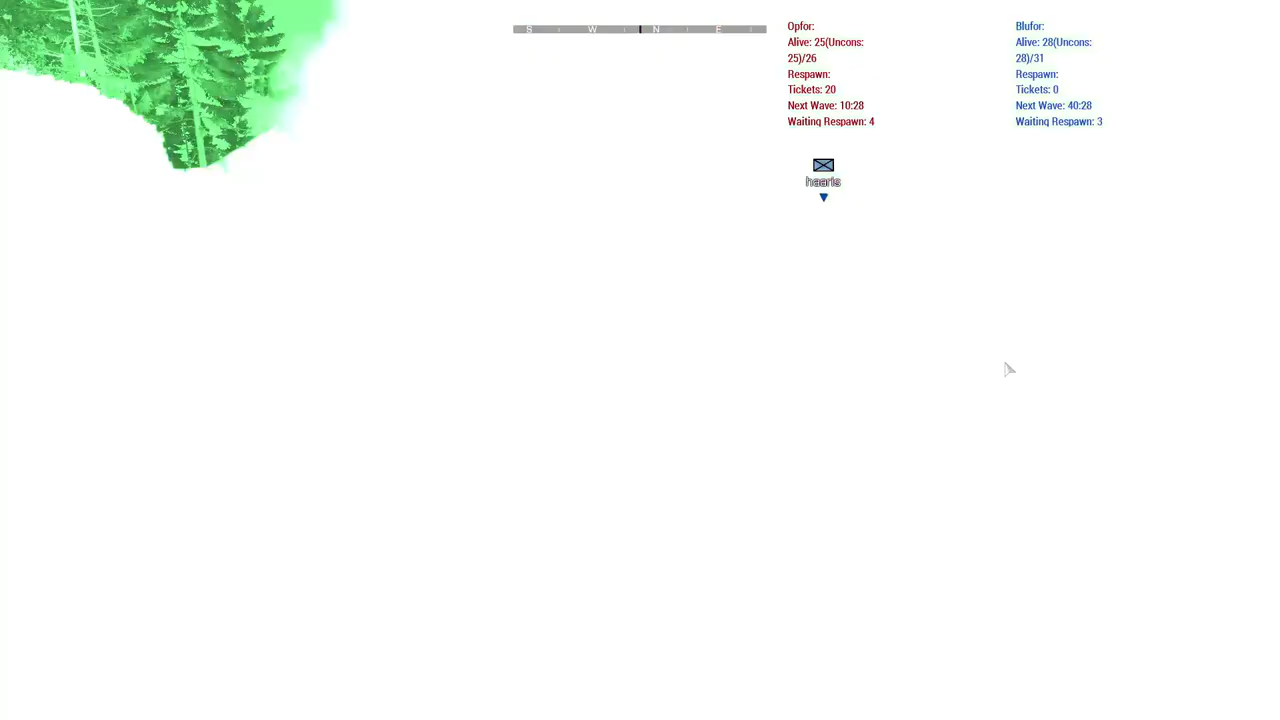 S W N E
Opfor:
Alive: 25(Uncons:
25)/26
Respawn:
Tickets: 20
Next Wave: 10:28
Waiting Respawn: 4
Blufor:
Alive: 28(Uncons:
28)/31
Respawn:
Tickets: 0
Next Wave: 40:28
Waiting Respawn: 3
haaris